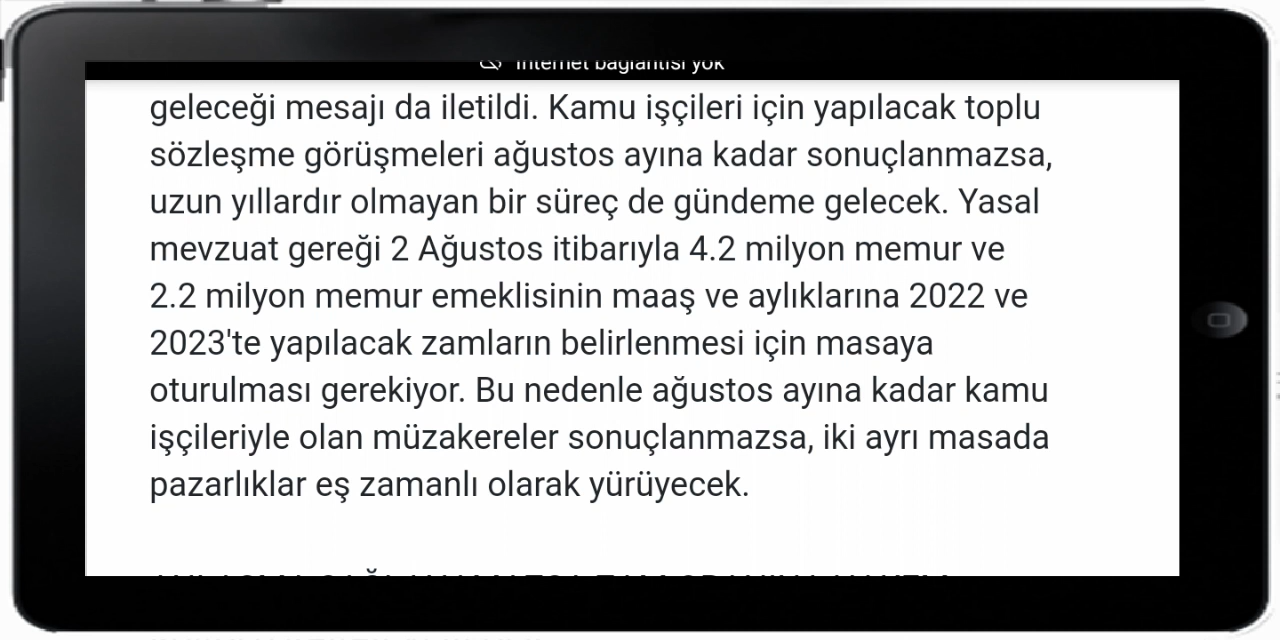 İnternet bağlantısı yok
geleceği mesajı da iletildi. Kamu işçileri için yapılacak toplu
sözleşme görüşmeleri ağustos ayına kadar sonuçlanmazsa,
uzun yıllardır olmayan bir süreç de gündeme gelecek. Yasal
mevzuat gereği 2 Ağustos itibarıyla 4.2 milyon memur ve
2.2 milyon memur emeklisinin maaş ve aylıklarına 2022 ve
2023'te yapılacak zamların belirlenmesi için masaya
oturulması gerekiyor. Bu nedenle ağustos ayına kadar kamu
işçileriyle olan müzakereler sonuçlanmazsa, iki ayrı masada
pazarlıklar eş zamanlı olarak yürüyecek.